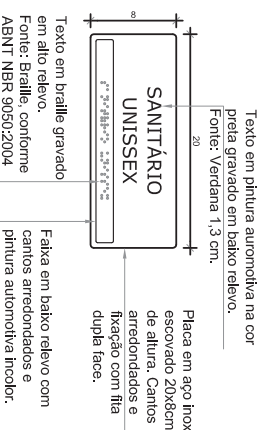 Texto em pintura auromotiva na cor
preta gravado em baixo relevo.
Fonte: Verdana 1,3 cm.
20
8
SANITÁRIO
UNISSEX
Placa em aço inox
escovado 20x8cm
de altura. Cantos
arredondados e
fixação com fita
dupla face.
Texto em braille gravado
em alto relevo.
Fonte: Braille, conforme
ABNT NBR 9050:2004
Faixa em baixo relevo com
cantos arredondados e
pintura automotiva incolor.